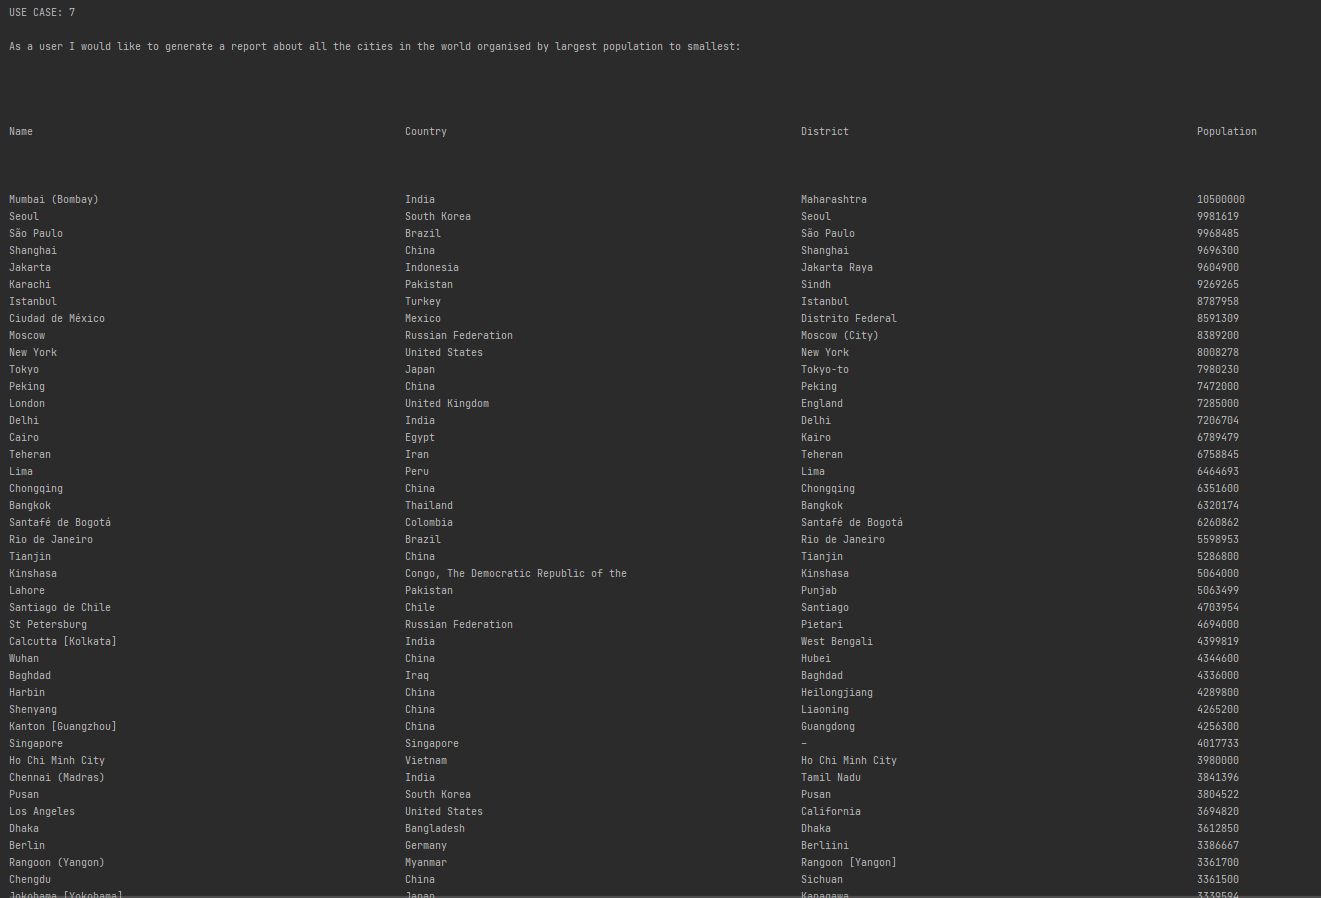 USE CASE: 7
As a user I would like to generate a report about all the cities in the world organised by largest population to smallest:
Name Country District Population
Mumbai (Bombay) India Maharashtra 10500000
Seoul South Korea Seoul 9981619
São Paulo Brazil São Paulo 9968485
Shanghai China Shanghai 9696300
Jakarta Indonesia Jakarta Raya 9604900
Karachi Pakistan Sindh 9269265
Istanbul Turkey Istanbul 8787958
Ciudad de México Mexico Distrito Federal 8591309
Moscow Russian Federation Moscow (City) 8389200
New York United States New York 8008278
Tokyo Japan Tokyo-to 7980230
Peking China Peking 7472000
London United Kingdom England 7285000
Delhi India Delhi 7206704
Cairo Egypt Kairo 6789479
Teheran Iran Teheran 6758845
Lima Peru Lima 6464693
Chongqing China Chongqing 6351600
Bangkok Thailand Bangkok 6320174
Santafé de Bogotá Colombia Santafé de Bogotá 6260862
Rio de Janeiro Brazil Rio de Janeiro 5598953
Tianjin China Tianjin 5286800
Kinshasa Congo, The Democratic Republic of the Kinshasa 5064000
Lahore Pakistan Punjab 5063499
Santiago de Chile Chile Santiago 4703954
St Petersburg Russian Federation Pietari 4694000
Calcutta [Kolkata] India West Bengali 4399819
Wuhan China Hubei 4344600
Baghdad Iraq Baghdad 4336000
Harbin China Heilongjiang 4289800
Shenyang China Liaoning 4265200
Kanton [Guangzhou] China Guangdong 4256300
Singapore Singapore – 4017733
Ho Chi Minh City Vietnam Ho Chi Minh City 3980000
Chennai (Madras) India Tamil Nadu 3841396
Pusan South Korea Pusan 3804522
Los Angeles United States California 3694820
Dhaka Bangladesh Dhaka 3612850
Berlin Germany Berliini 3386667
Rangoon (Yangon) Myanmar Rangoon [Yangon] 3361700
Chengdu China Sichuan 3361500
Jokohama [Yokohama] Japan Kanagawa 3339594